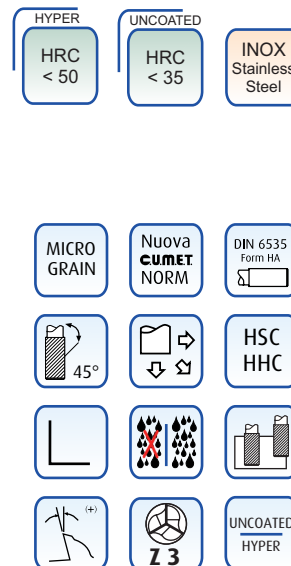 HYPER
HRC
< 50
UNCOATED
HRC
< 35
INOX
Stainless
Steel
MICRO
GRAIN
Nuova
C.U.M.E.T.
NORM
DIN 6535
Form HA
45°
HSC
HHC
(+)
Z 3
UNCOATED
HYPER